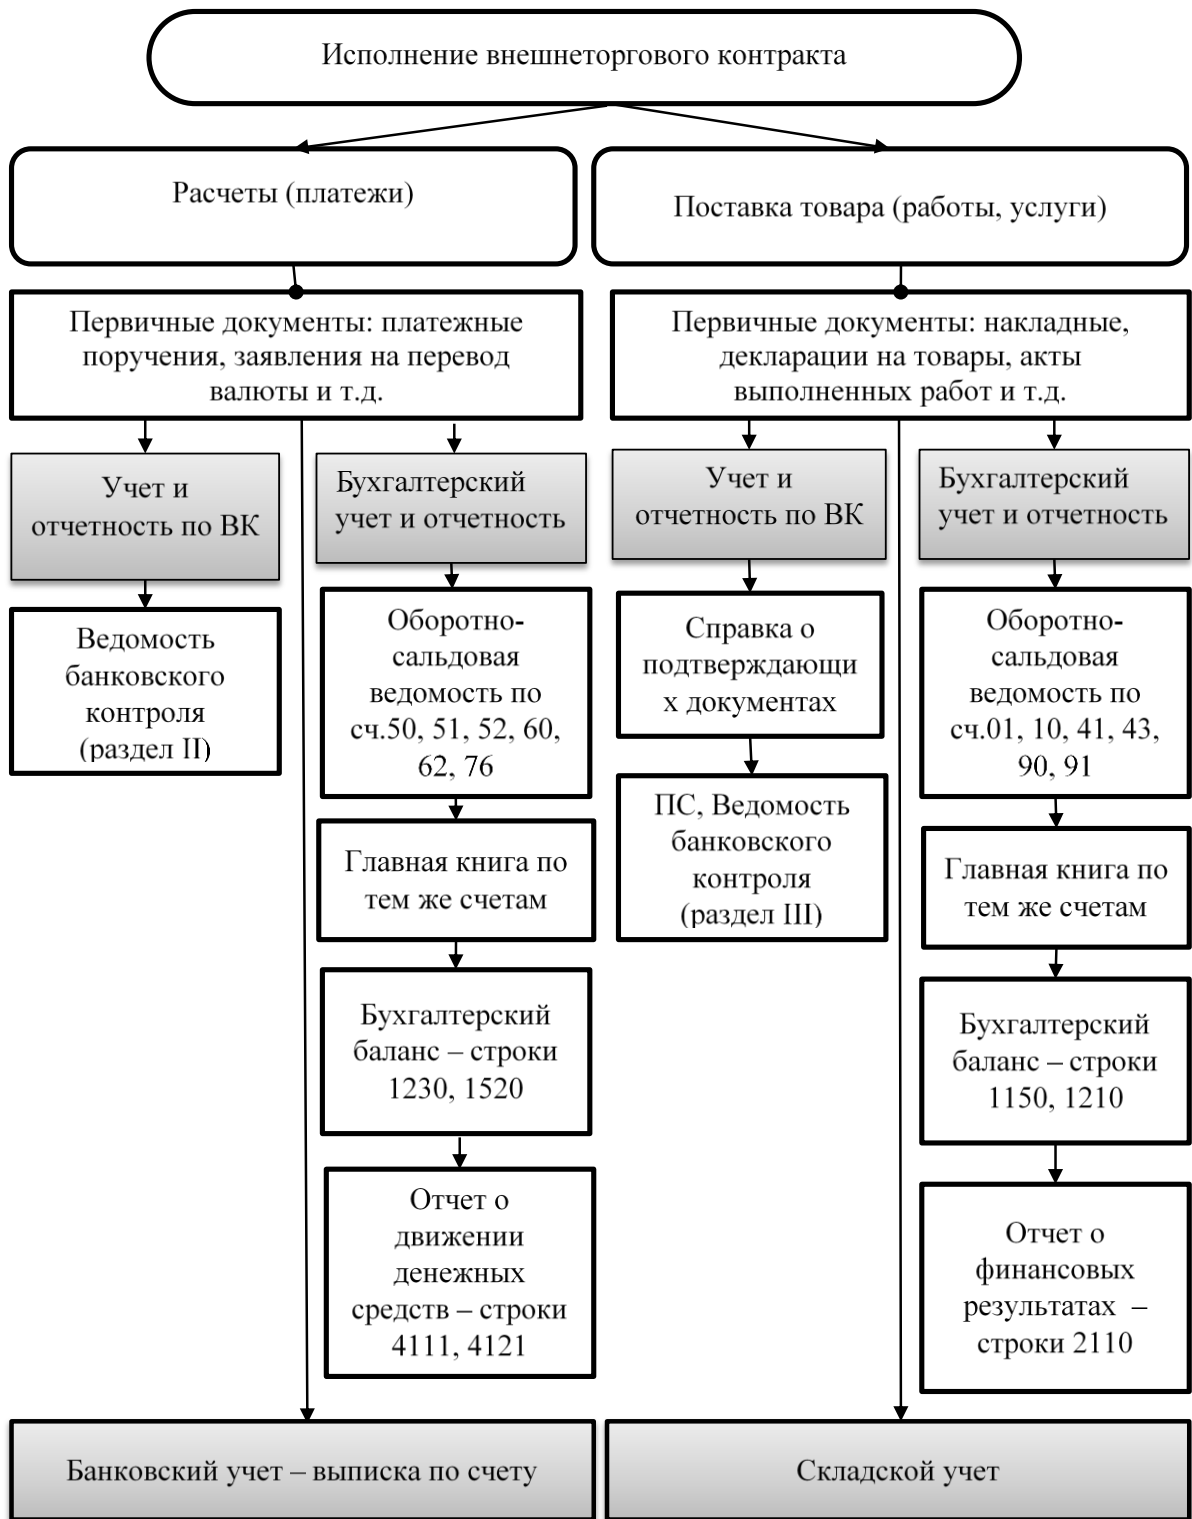 Исполнение внешнеторгового контракта
Расчеты (платежи)
Поставка товара (работы, услуги)
Первичные документы: платежные
поручения, заявления на перевод
валюты и т.д.
Первичные документы: накладные,
декларации на товары, акты
выполненных работ и т.д.
Учет и
отчетность по ВК
Бухгалтерский
учет и отчетность
Учет и
отчетность по ВК
Бухгалтерский
учет и отчетность
Ведомость
банковского
контроля
(раздел II)
Оборотно-
сальдовая
ведомость по
сч.50, 51, 52, 60,
62, 76
Справка о
подтверждающи
х документах
Оборотно-
сальдовая
ведомость по
сч.01, 10, 41, 43,
90, 91
ПС, Ведомость
банковского
контроля
(раздел III)
Главная книга по
тем же счетам
Главная книга по
тем же счетам
Бухгалтерский
баланс – строки
1230, 1520
Бухгалтерский
баланс – строки
1150, 1210
Отчет о
движении
денежных
средств – строки
4111, 4121
Отчет о
финансовых
результатах –
строки 2110
Банковский учет – выписка по счету
Складской учет